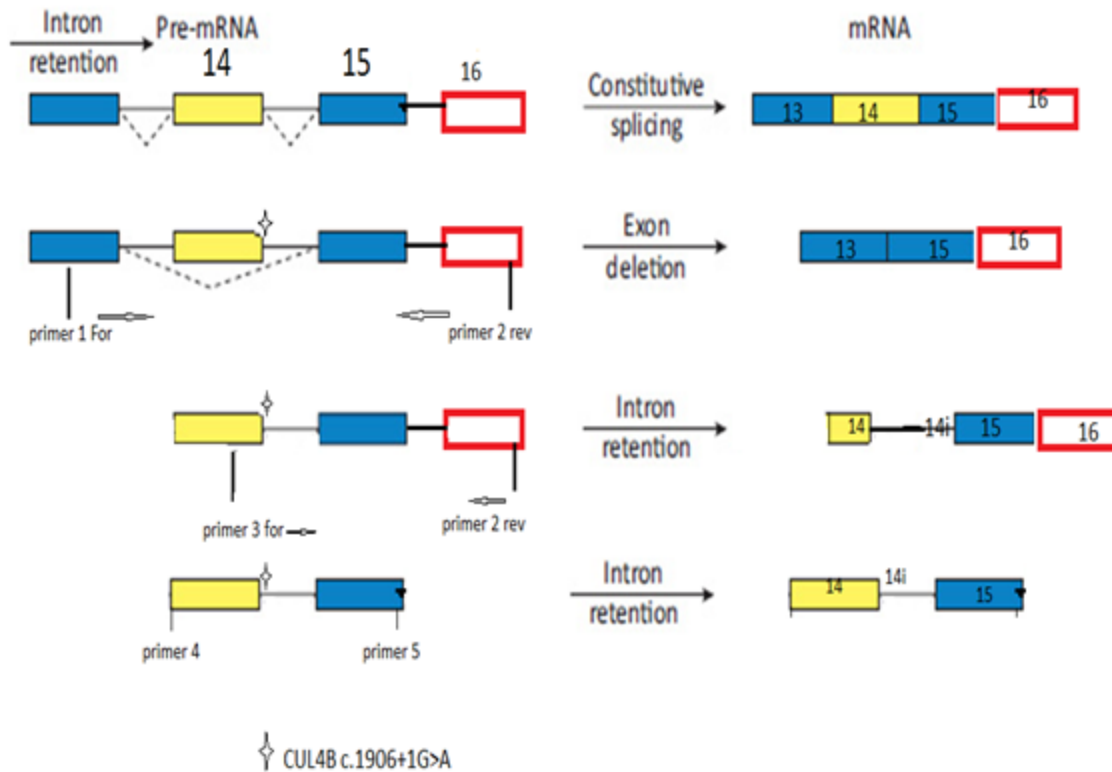 Intron
retention
Pre-mRNA
mRNA
14
15
16
Constitutive
splicing
13
14
15
16
Exon
deletion
13
15
16
primer 1 For
primer 2 rev
Intron
retention
14
14i
15
16
primer 3 for
primer 2 rev
Intron
retention
14
14i
15
primer 4
primer 5
CUL4B c.1906+1G>A